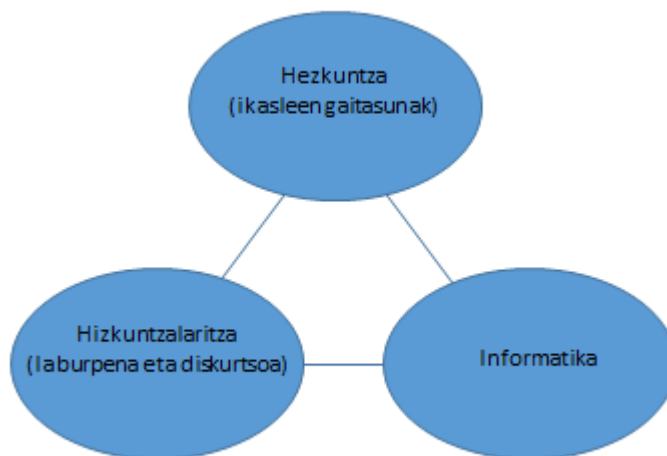 Hezkuntza
(ikasleen gaitasunak)
Hizkuntzalaritza
(laburpena eta diskurtsoa)
Informatika